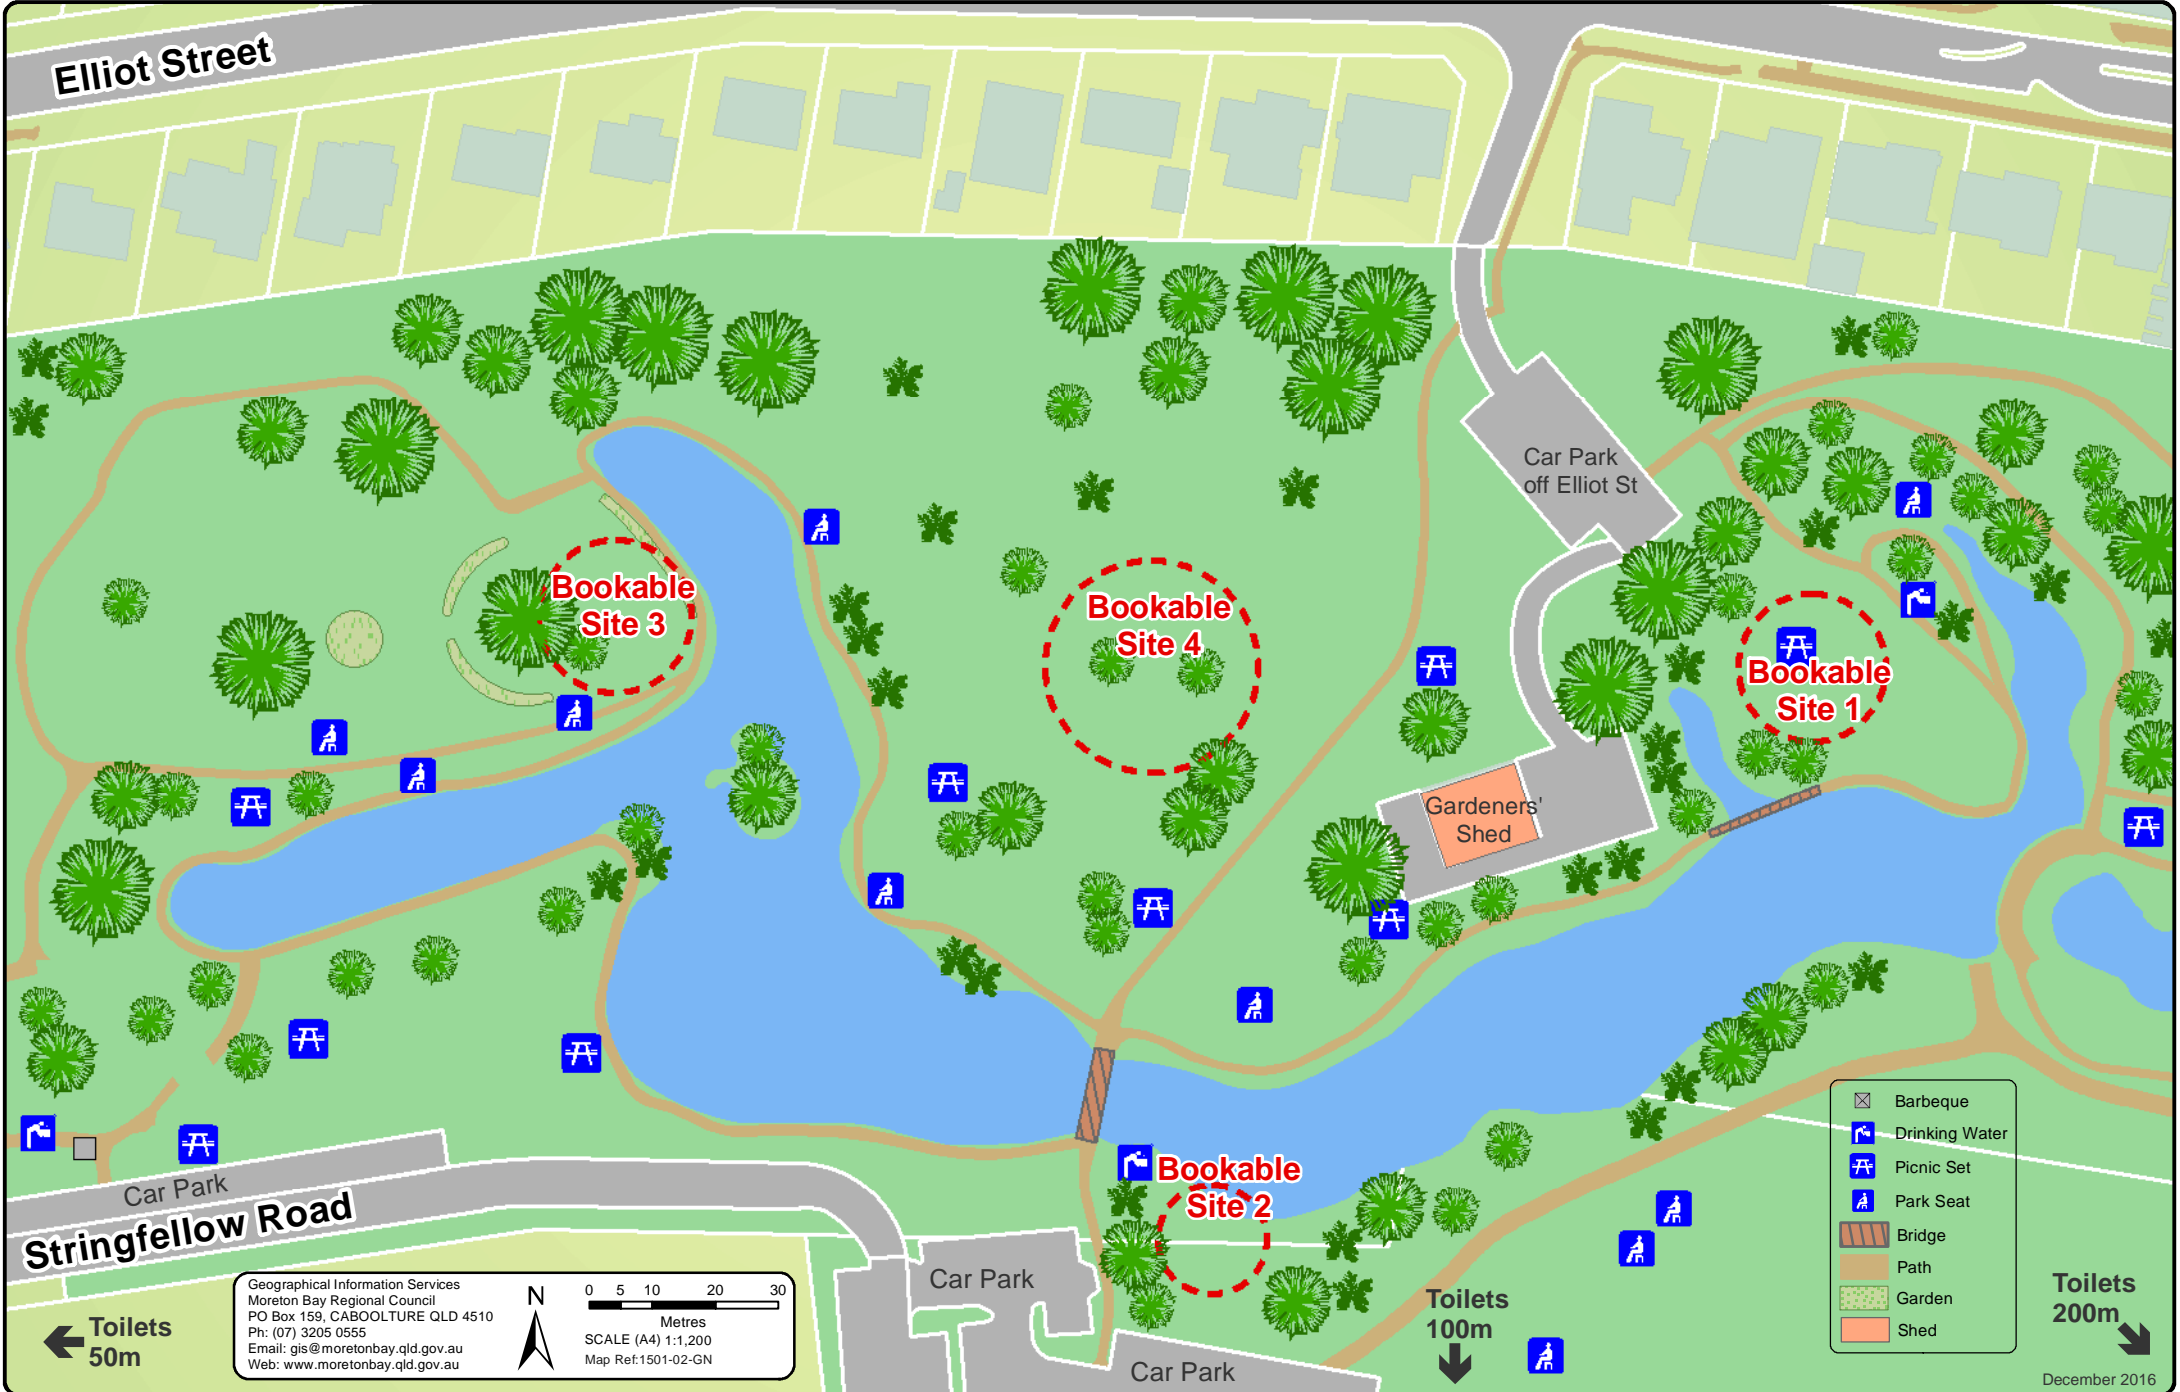 Elliot Street
Car Park
off Elliot St
Bookable
Site 3
Bookable
Site 4
Bookable
Site 1
Gardeners'
Shed
Bookable
Site 2
Car Park
Stringfellow Road
Car Park
Car Park
Toilets
50m
Toilets
100m
Toilets
200m
Geographical Information Services
Moreton Bay Regional Council
PO Box 159, CABOOLTURE QLD 4510
Ph: (07) 3205 0555
Email: gis@moretonbay.qld.gov.au
Web: www.moretonbay.qld.gov.au
N
0 5 10 20 30
Metres
SCALE (A4) 1:1,200
Map Ref:1501-02-GN
Barbeque
Drinking Water
Picnic Set
Park Seat
Bridge
Path
Garden
Shed
December 2016